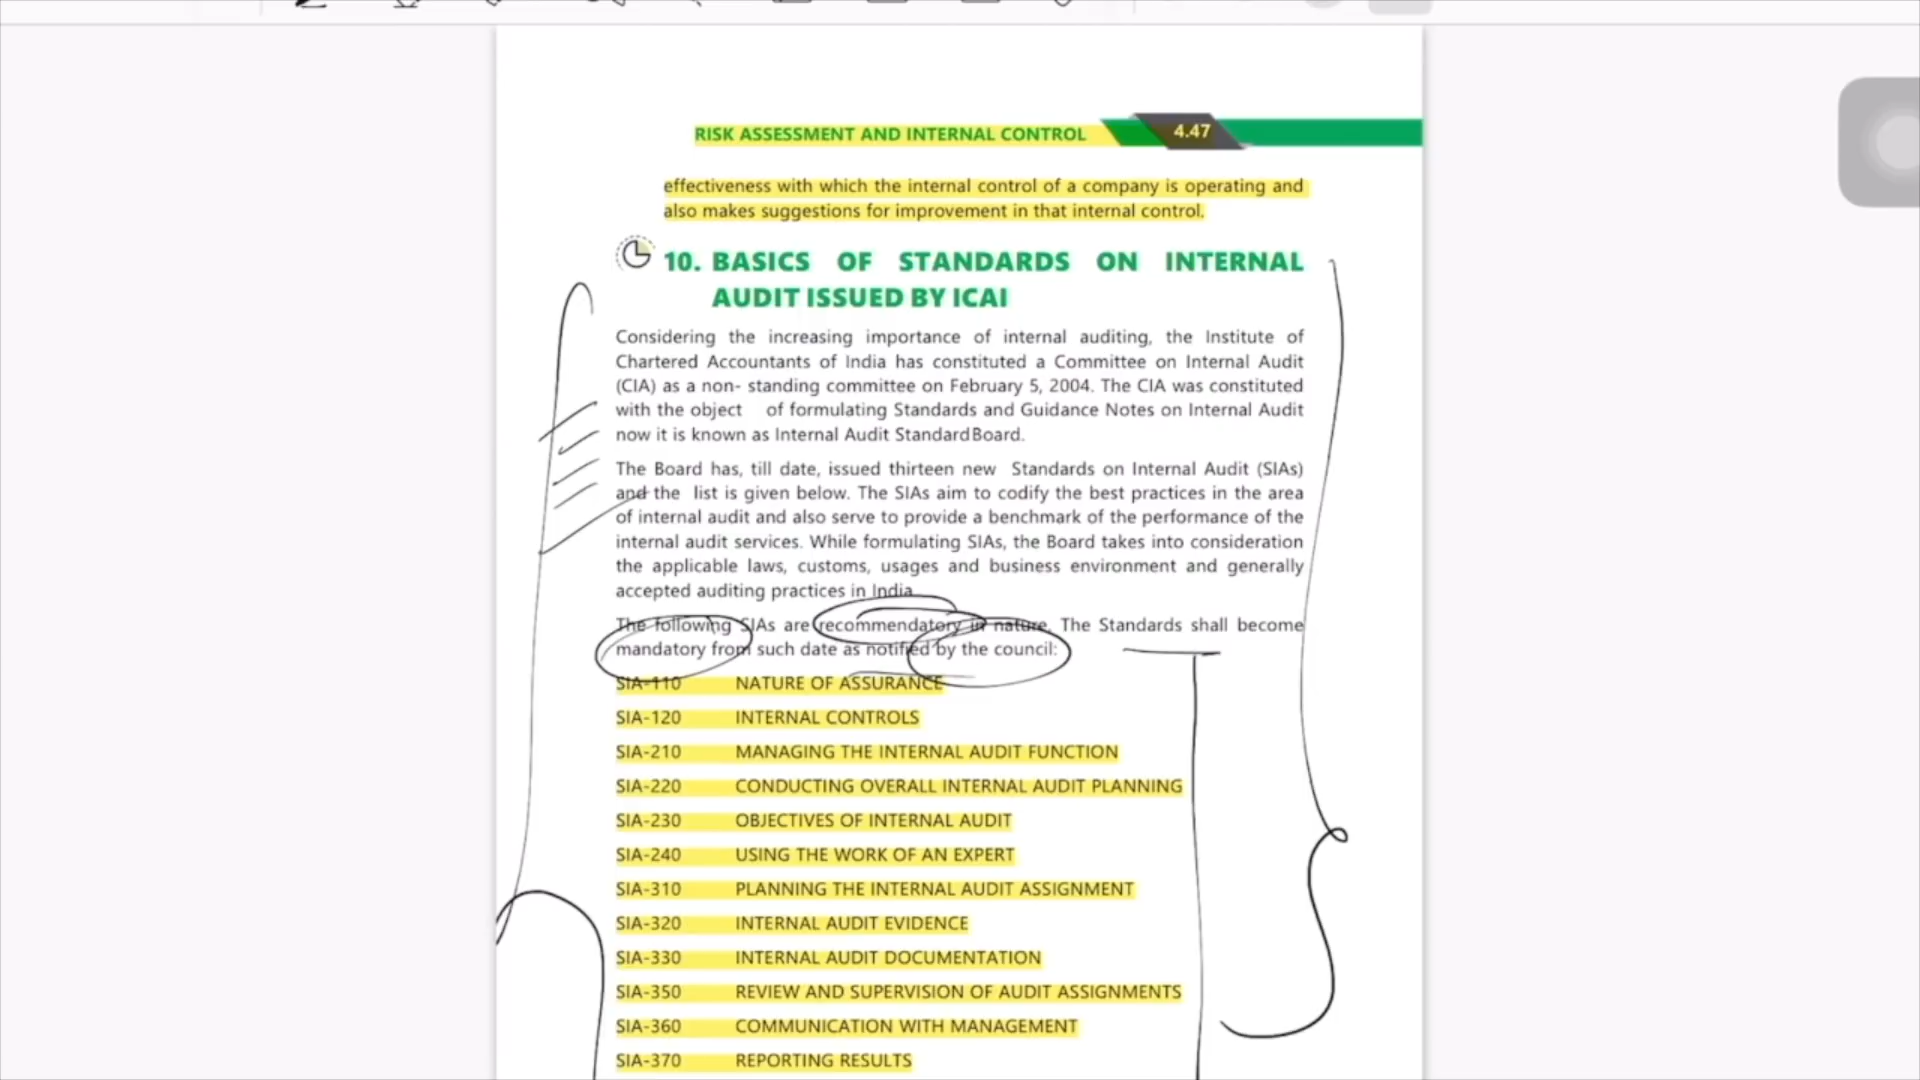 RISK ASSESSMENT AND INTERNAL CONTROL 4.47
effectiveness with which the internal control of a company is operating and
also makes suggestions for improvement in that internal control.
10. BASICS OF STANDARDS ON INTERNAL
AUDIT ISSUED BY ICAI
Considering the increasing importance of internal auditing, the Institute of
Chartered Accountants of India has constituted a Committee on Internal Audit
(CIA) as a non- standing committee on February 5, 2004. The CIA was constituted
with the object of formulating Standards and Guidance Notes on Internal Audit
now it is known as Internal Audit Standard Board.
The Board has, till date, issued thirteen new Standards on Internal Audit (SIAs)
and the list is given below. The SIAs aim to codify the best practices in the area
of internal audit and also serve to provide a benchmark of the performance of the
internal audit services. While formulating SIAs, the Board takes into consideration
the applicable laws, customs, usages and business environment and generally
accepted auditing practices in India.
The following SIAs are recommendatory in nature. The Standards shall become
mandatory from such date as notified by the council:
SIA-110 NATURE OF ASSURANCE
SIA-120 INTERNAL CONTROLS
SIA-210 MANAGING THE INTERNAL AUDIT FUNCTION
SIA-220 CONDUCTING OVERALL INTERNAL AUDIT PLANNING
SIA-230 OBJECTIVES OF INTERNAL AUDIT
SIA-240 USING THE WORK OF AN EXPERT
SIA-310 PLANNING THE INTERNAL AUDIT ASSIGNMENT
SIA-320 INTERNAL AUDIT EVIDENCE
SIA-330 INTERNAL AUDIT DOCUMENTATION
SIA-350 REVIEW AND SUPERVISION OF AUDIT ASSIGNMENTS
SIA-360 COMMUNICATION WITH MANAGEMENT
SIA-370 REPORTING RESULTS